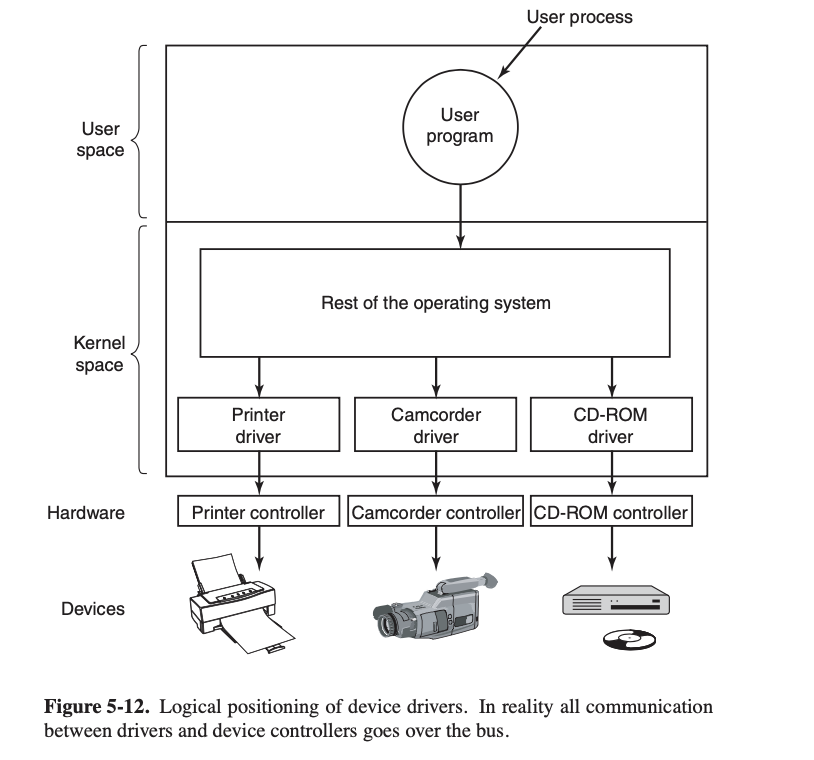 User process
User
program
User
space
Rest of the operating system
Kernel
space
Printer
driver
Camcorder
driver
CD-ROM
driver
Hardware
Printer controller
Camcorder controller
CD-ROM controller
Devices
Figure 5-12. Logical positioning of device drivers. In reality all communication
between drivers and device controllers goes over the bus.